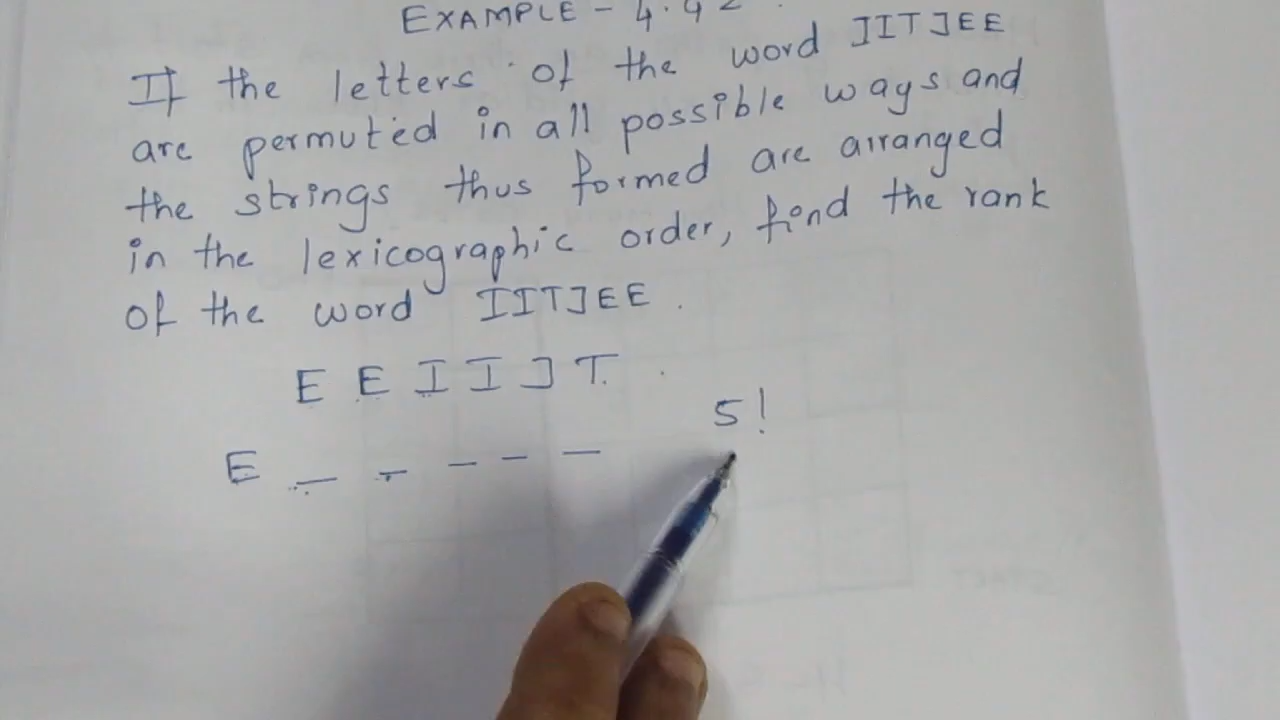 EXAMPLE - 4.42
If the letters of the word IITJEE
are permuted in all possible ways and
the strings thus formed are arranged
in the lexicographic order, find the rank
of the word IITJEE.
E E I I J T.
5!
E _ _ _ _ _